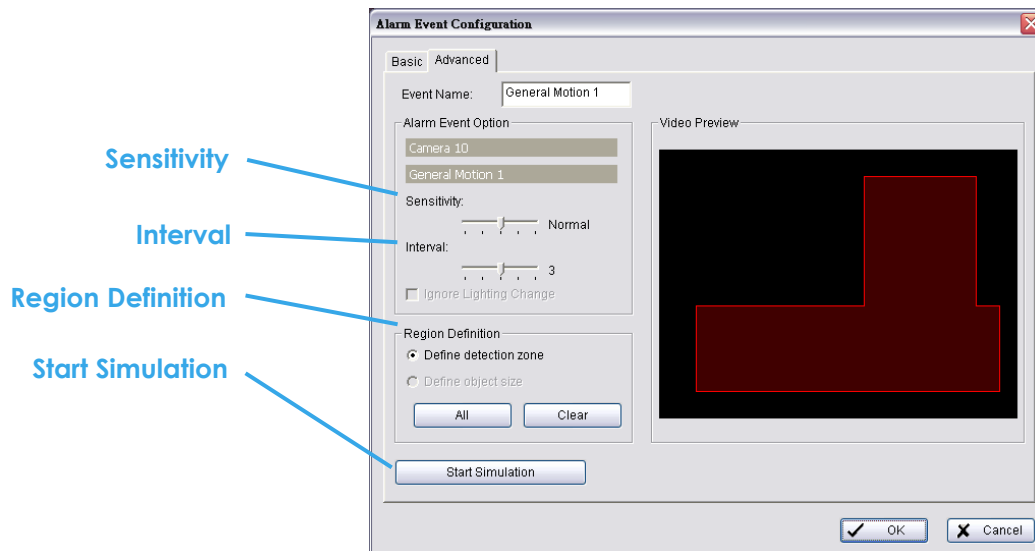 Alarm Event Configuration
Basic
Advanced
Event Name:
General Motion 1
Alarm Event Option
Camera 10
General Motion 1
Sensitivity:
Normal
Interval:
3
Ignore Lighting Change
Region Definition
Define detection zone
Define object size
All
Clear
Start Simulation
Video Preview
OK
Cancel
Sensitivity
Interval
Region Definition
Start Simulation